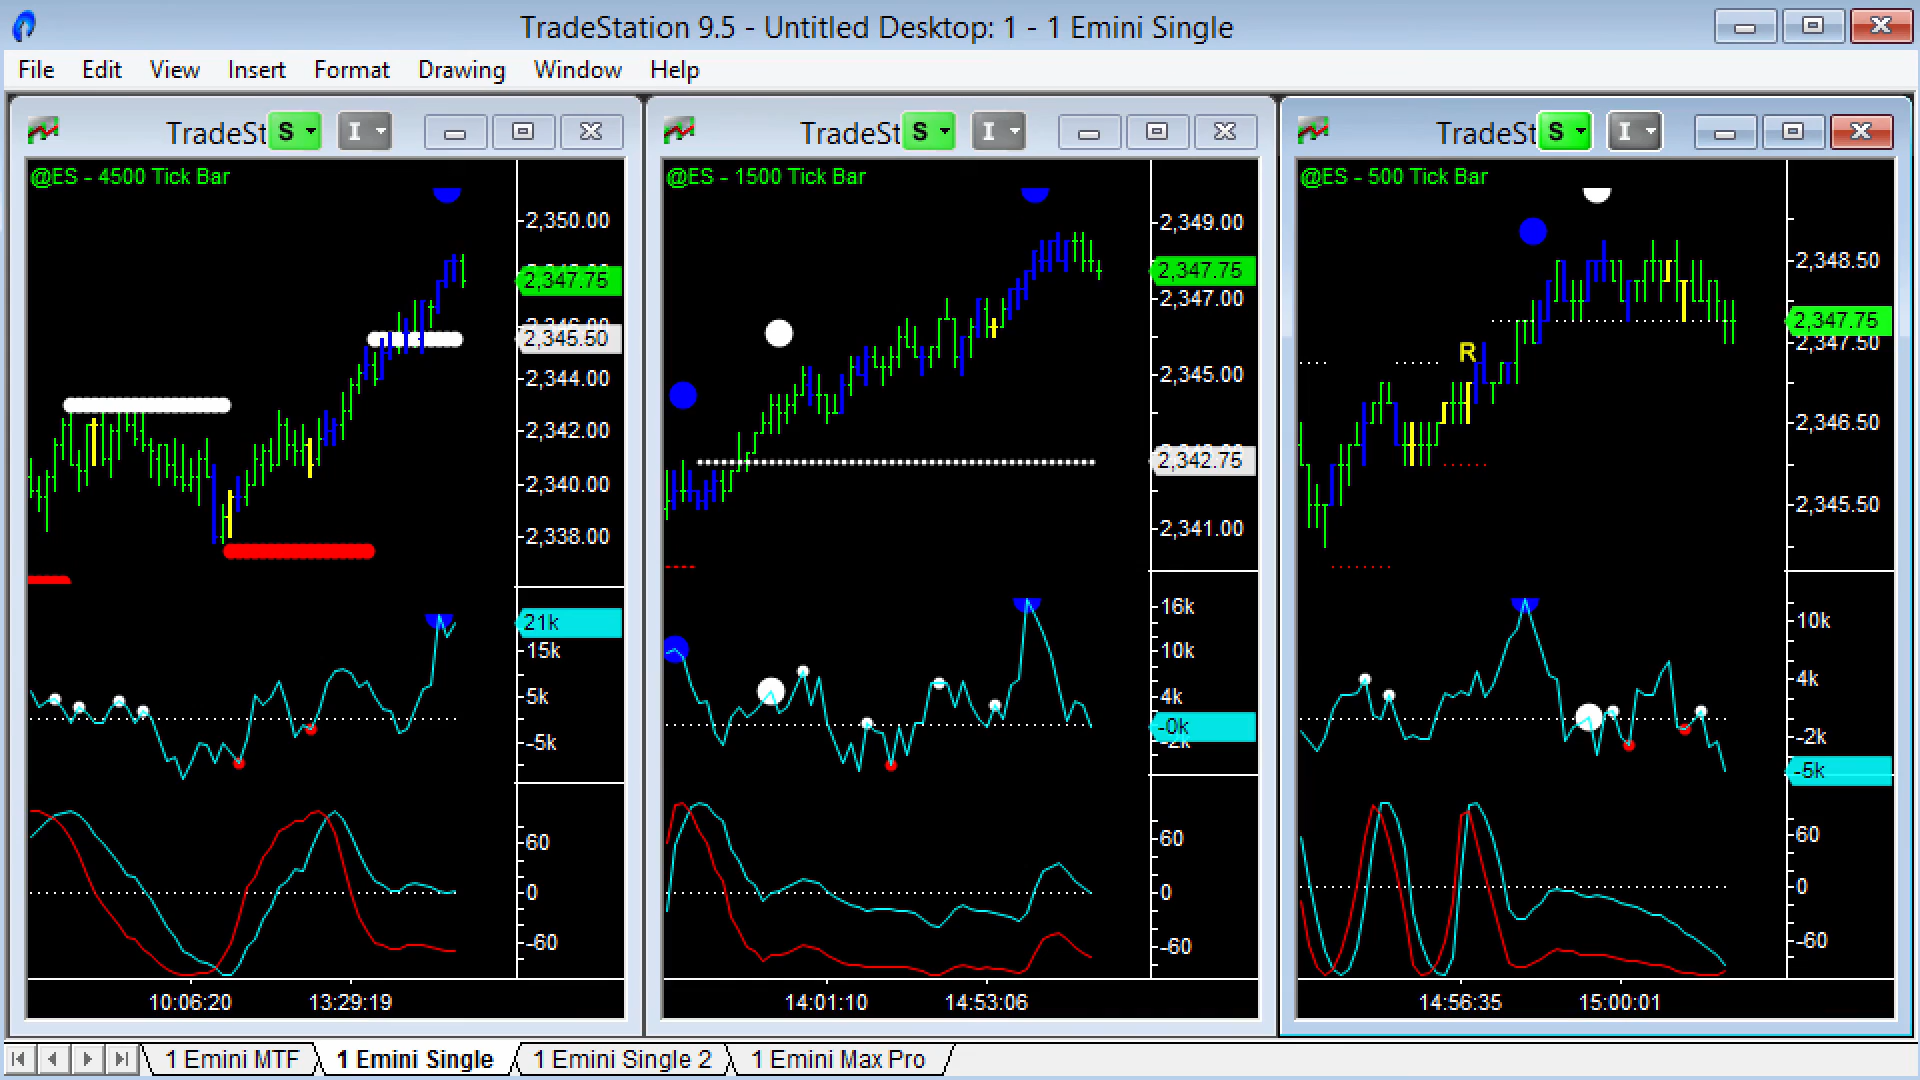 TradeStation 9.5 - Untitled Desktop: 1 - 1 Emini Single
File Edit View Insert Format Drawing Window Help
TradeSt S I
@ES - 4500 Tick Bar
2,350.00
2,347.75
2,345.50
2,344.00
2,342.00
2,340.00
2,338.00
21k
15k
5k
-5k
60
0
-60
10:06:20 13:29:19
TradeSt S I
@ES - 1500 Tick Bar
2,349.00
2,347.75
2,347.00
2,345.00
2,342.75
2,341.00
16k
10k
4k
-0k
-2k
60
0
-60
14:01:10 14:53:06
TradeSt S I
@ES - 500 Tick Bar
2,348.50
2,347.75
2,347.50
R
2,346.50
2,345.50
10k
4k
-2k
-5k
60
0
-60
14:56:35 15:00:01
1 Emini MTF 1 Emini Single 1 Emini Single 2 1 Emini Max Pro